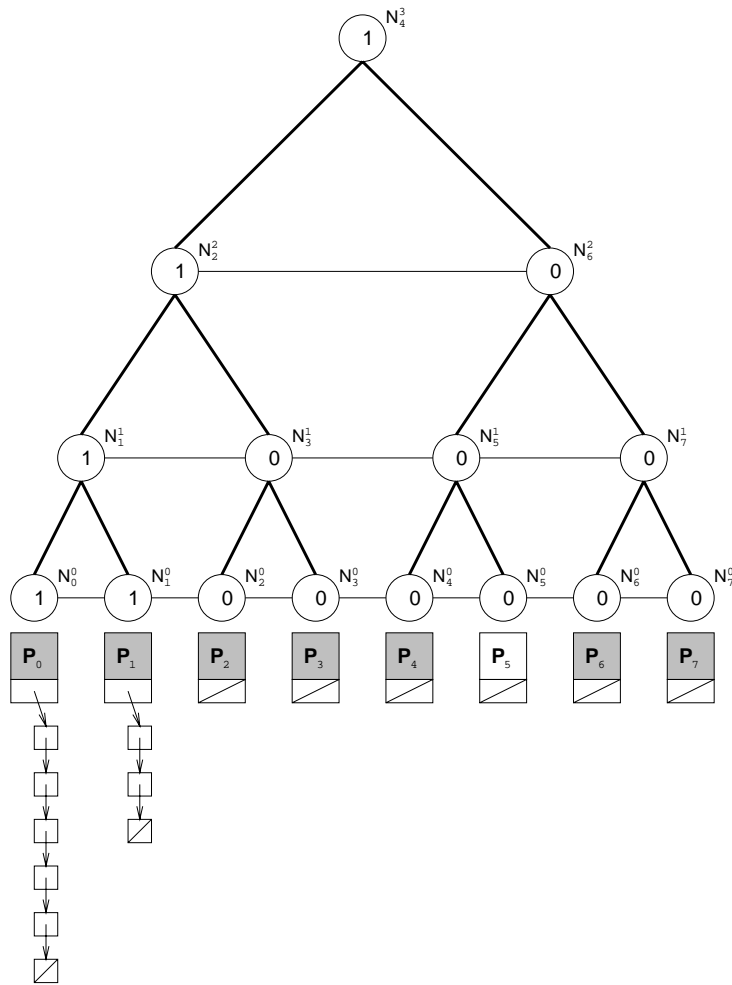 N₄³
1
N₂² N₆²
1 0
N₁¹ N₃¹ N₅¹ N₇¹
1 0 0 0
N₀⁰ N₁⁰ N₂⁰ N₃⁰ N₄⁰ N₅⁰ N₆⁰ N₇⁰
1 1 0 0 0 0 0 0
P₀ P₁ P₂ P₃ P₄ P₅ P₆ P₇